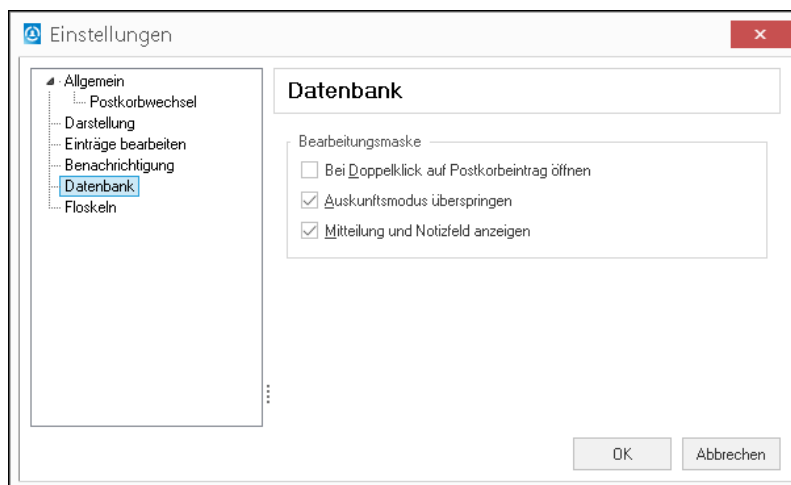 Einstellungen
Allgemein
Postkorbwechsel
Darstellung
Einträge bearbeiten
Benachrichtigung
Datenbank
Floskeln
Datenbank
Bearbeitungsmaske
Bei Doppelklick auf Postkorbeintrag öffnen
Auskunftsmodus überspringen
Mitteilung und Notizfeld anzeigen
OK
Abbrechen